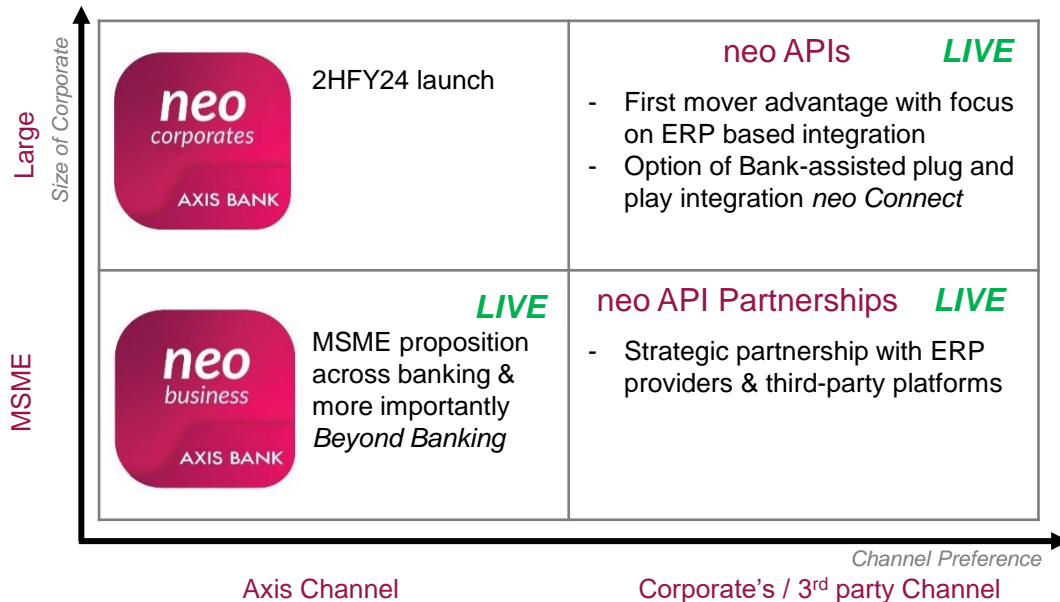 Large
Size of Corporate
neo
corporates
AXIS BANK
2HFY24 launch
neo APIs LIVE
- First mover advantage with focus
on ERP based integration
- Option of Bank-assisted plug and
play integration neo Connect
MSME
neo
business
AXIS BANK
LIVE
MSME proposition
across banking &
more importantly
Beyond Banking
neo API Partnerships LIVE
- Strategic partnership with ERP
providers & third-party platforms
Channel Preference
Axis Channel
Corporate's / 3rd party Channel